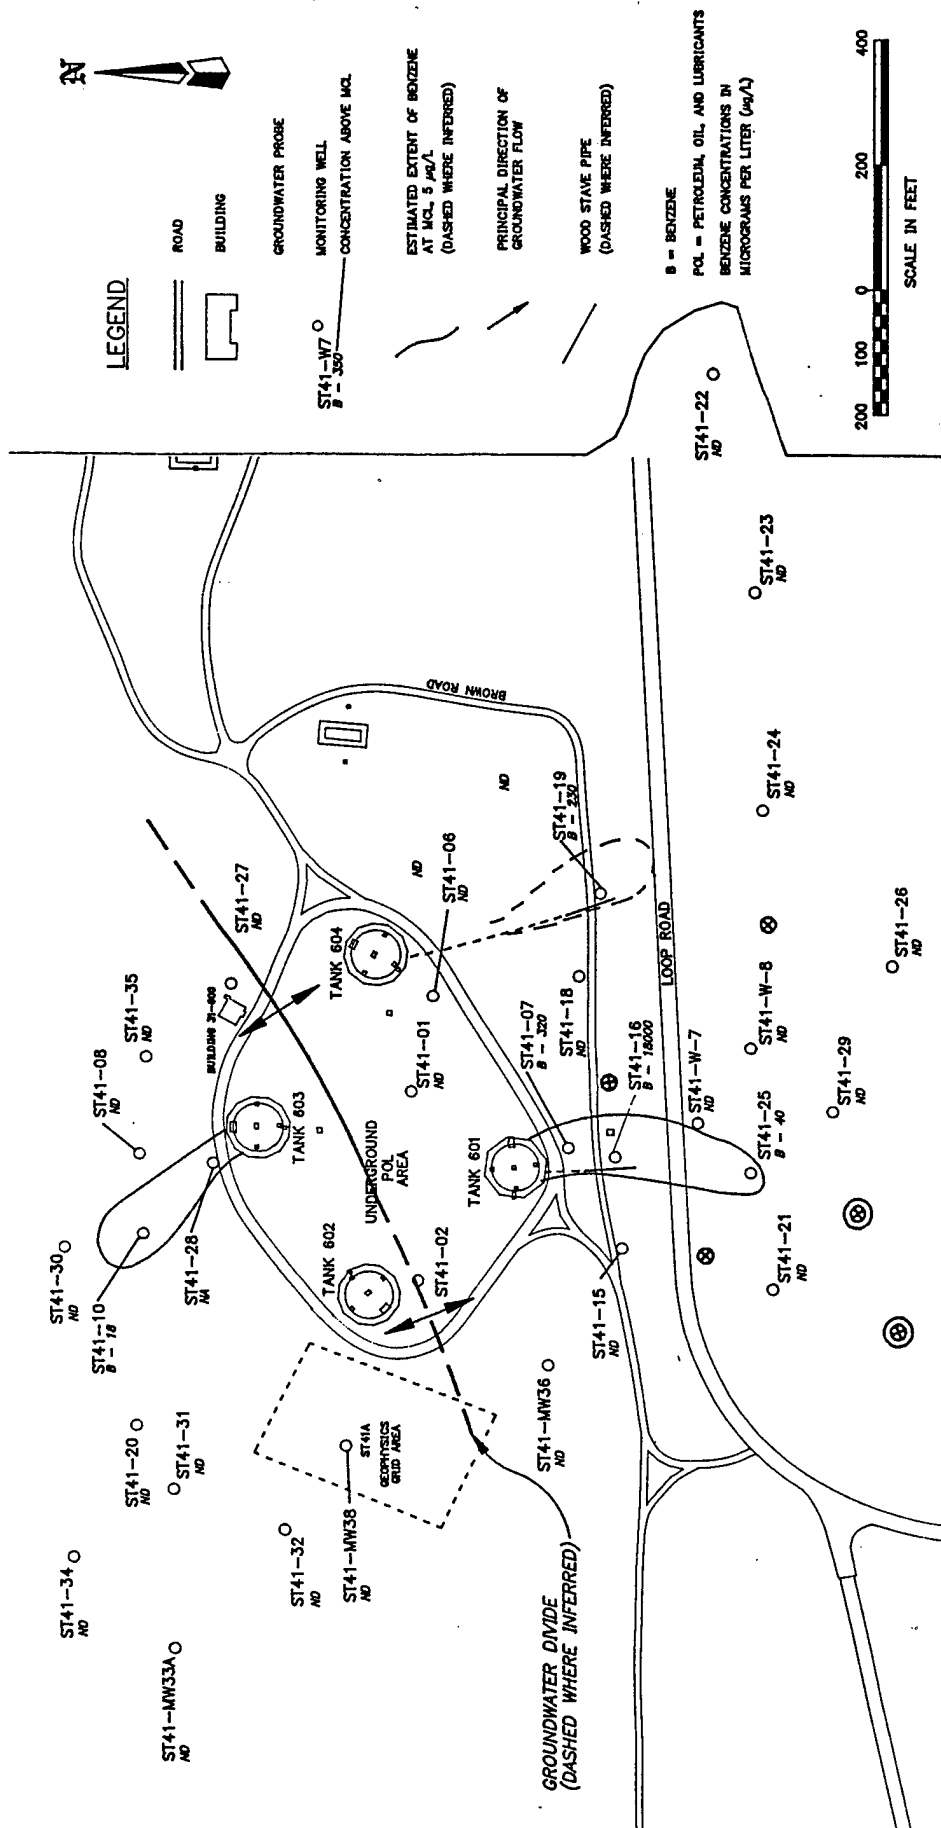 N
LEGEND
ROAD
BUILDING
GROUNDWATER PROBE
ST41-W7
B - 350
MONITORING WELL
CONCENTRATION ABOVE MCL
ESTIMATED EXTENT OF BENZENE
AT MCL, 5 µg/L
(DASHED WHERE INFERRED)
PRINCIPAL DIRECTION OF
GROUNDWATER FLOW
WOOD STAVE PIPE
(DASHED WHERE INFERRED)
B = BENZENE
POL = PETROLEUM, OIL, AND LUBRICANTS
BENZENE CONCENTRATIONS IN
MICROGRAMS PER LITER (µg/L)
200 100 0 200 400
SCALE IN FEET
ST41-34
ND
ST41-MW33A
ND
ST41-20
ND
ST41-31
ND
ST41-30
ND
ST41-10
B - 18
ST41-28
NA
ST41-08
ND
ST41-35
ND
ST41-27
ND
BUILDING 31-600
TANK 603
TANK 604
TANK 602
TANK 601
UNDERGROUND
POL
AREA
ST41-32
ND
ST41-MW38
ND
ST41A
GEOPHYSICS
GRID AREA
ST41-MW36
ND
ST41-02
ST41-01
ND
ST41-06
ND
ND
ND
BROWN ROAD
ST41-19
B - 230
ST41-07
B - 320
ST41-18
ND
ST41-16
B - 18000
ST41-15
ND
GROUNDWATER DIVIDE
(DASHED WHERE INFERRED)
LOOP ROAD
ST41-W-7
ND
ST41-W-8
ND
ST41-25
B - 40
ST41-21
ND
ST41-29
ND
ST41-26
ND
ST41-24
ND
ST41-23
ND
ST41-22
ND